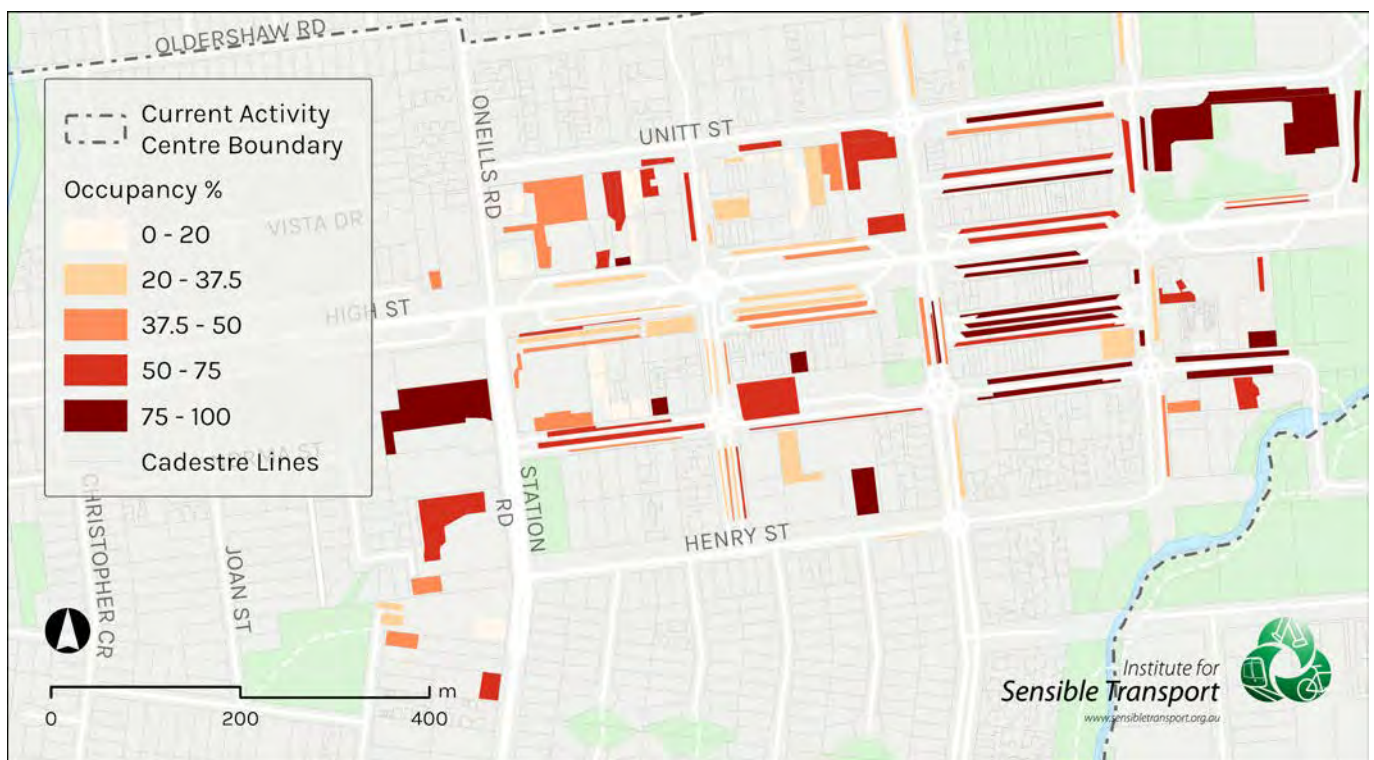 OLDERSHAW RD
Current Activity
Centre Boundary
Occupancy %
0 - 20
20 - 37.5
37.5 - 50
50 - 75
75 - 100
Cadestre Lines
ONEILLS RD
UNITT ST
VISTA DR
HIGH ST
STATION
RD
HENRY ST
CHRISTOPHER CR
JOAN ST
m
0
200
400
Institute for
Sensible Transport
www.sensibletransport.org.au